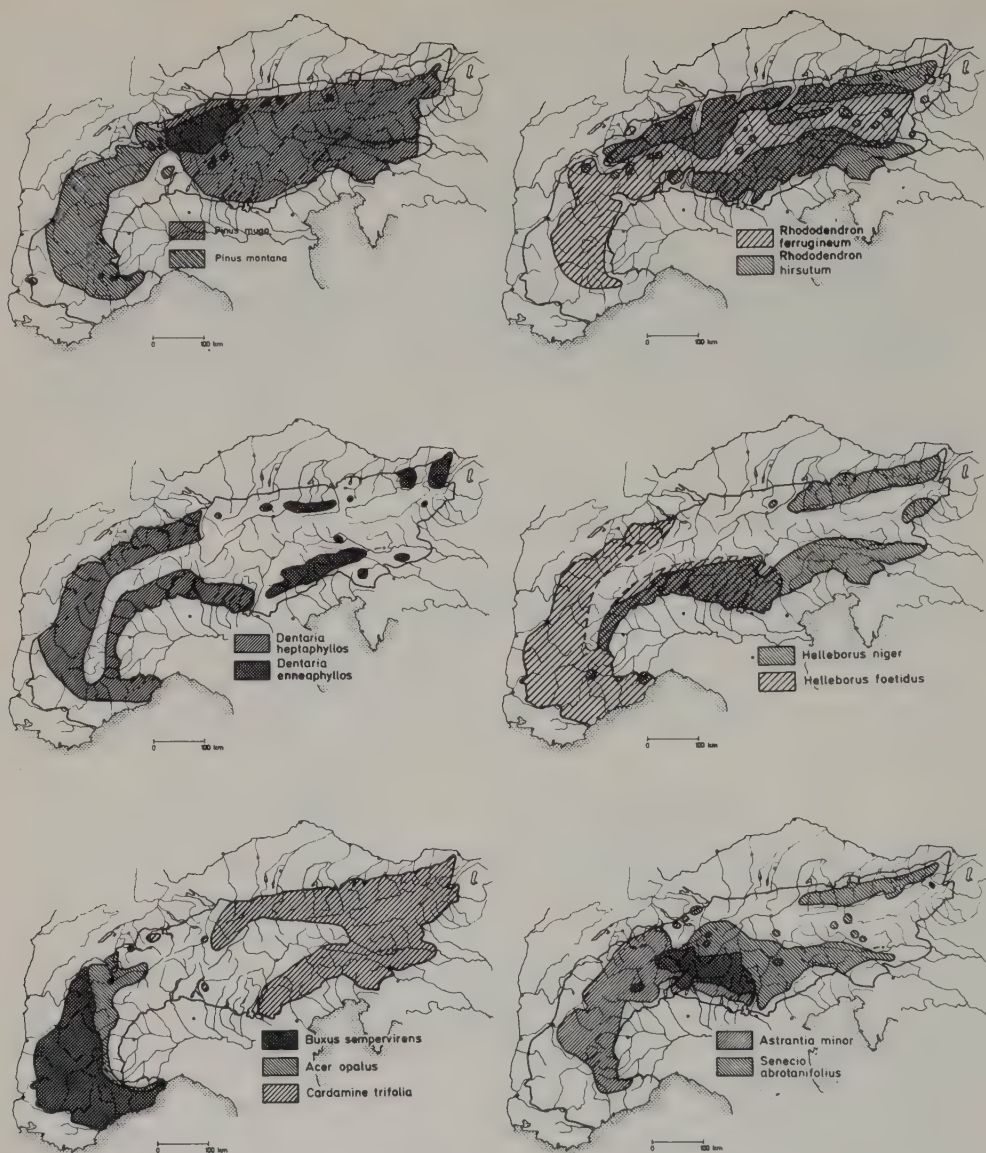 Pinus mugo
Pinus montana
0 100 km
Rhododendron
ferrugineum
Rhododendron
hirsutum
0 100 km
Dentaria
heptaphyllos
Dentaria
enneaphyllos
0 100 km
Helleborus niger
Helleborus foetidus
0 100 km
Buxus sempervirens
Acer opalus
Cardamine trifolia
0 100 km
Astrantia minor
Senecio
abrotanifolius
0 100 km